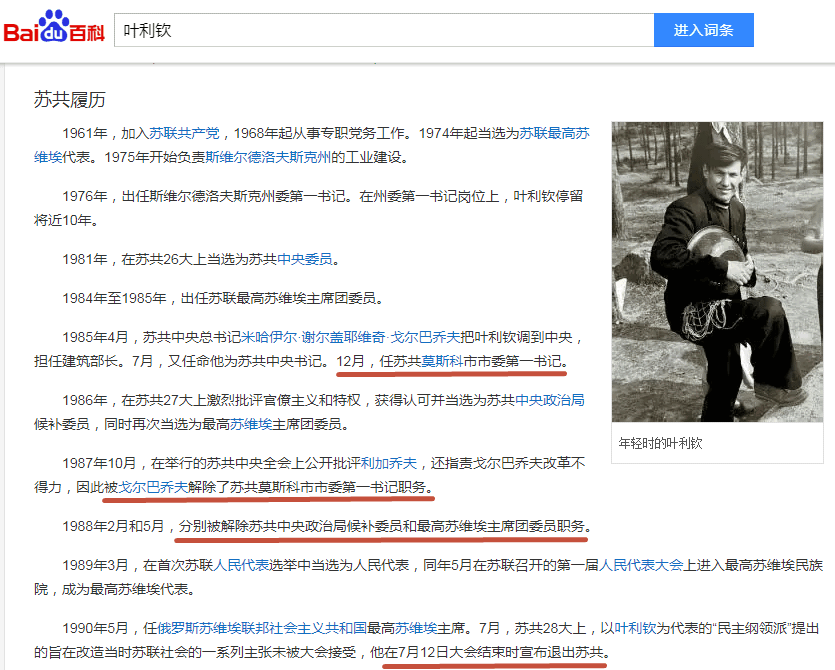 Bai du 百科
叶利钦
进入词条
苏共履历
1961年，加入苏联共产党，1968年起从事专职党务工作。1974年起当选为苏联最高苏
维埃代表。1975年开始负责斯维尔德洛夫斯克州的工业建设。
1976年，出任斯维尔德洛夫斯克州委第一书记。在州委第一书记岗位上，叶利钦停留
将近10年。
1981年，在苏共26大上当选为苏共中央委员。
1984年至1985年，出任苏联最高苏维埃主席团委员。
1985年4月，苏共中央总书记米哈伊尔·谢尔盖耶维奇·戈尔巴乔夫把叶利钦调到中央，
担任建筑部长。7月，又任命他为苏共中央书记。12月，任苏共莫斯科市市委第一书记。
1986年，在苏共27大上激烈批评官僚主义和特权，获得认可并当选为苏共中央政治局
候补委员，同时再次当选为最高苏维埃主席团委员。
1987年10月，在举行的苏共中央全会上公开批评利加乔夫，还指责戈尔巴乔夫改革不
得力，因此被戈尔巴乔夫解除了苏共莫斯科市市委第一书记职务。
1988年2月和5月，分别被解除苏共中央政治局候补委员和最高苏维埃主席团委员职务。
1989年3月，在首次苏联人民代表选举中当选为人民代表，同年5月在苏联召开的第一届人民代表大会上进入最高苏维埃民族
院，成为最高苏维埃代表。
1990年5月，任俄罗斯苏维埃联邦社会主义共和国最高苏维埃主席。7月，苏共28大上，以叶利钦为代表的“民主纲领派”提出
的旨在改造当时苏联社会的一系列主张未被大会接受，他在7月12日大会结束时宣布退出苏共。
年轻时的叶利钦